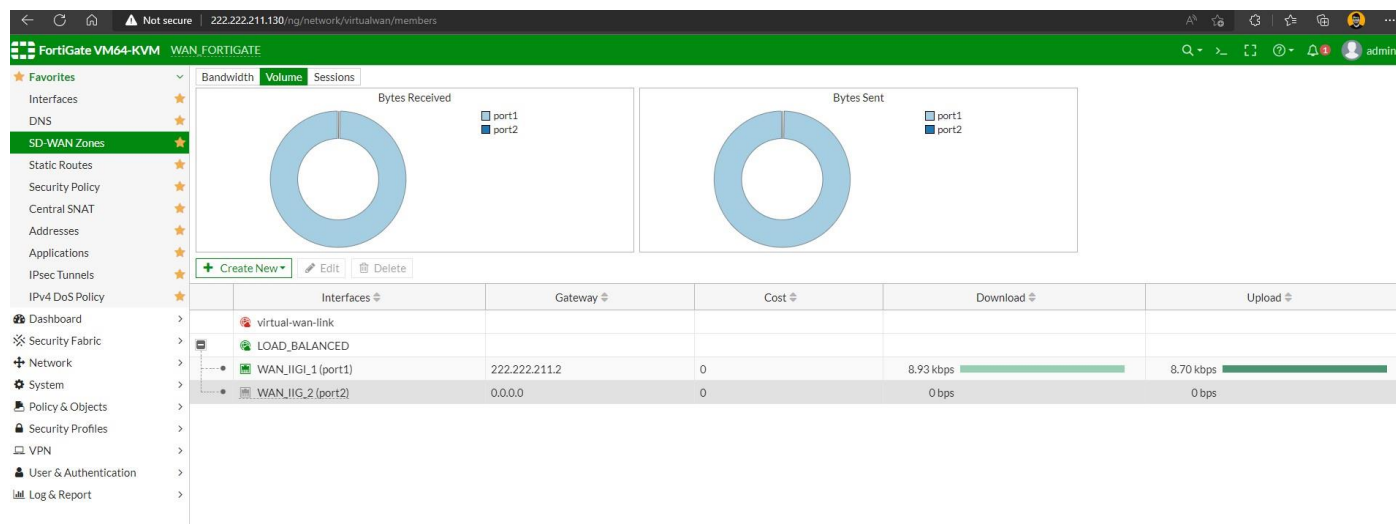 Not secure 222.222.211.130/ng/network/virtualwan/members
FortiGate VM64-KVM WAN_FORTIGATE
1 admin
Favorites
Interfaces
DNS
SD-WAN Zones
Static Routes
Security Policy
Central SNAT
Addresses
Applications
IPsec Tunnels
IPv4 DoS Policy
Dashboard
Security Fabric
Network
System
Policy & Objects
Security Profiles
VPN
User & Authentication
Log & Report
Bandwidth Volume Sessions
Bytes Received
port1
port2
Bytes Sent
port1
port2
+ Create New Edit Delete
Interfaces Gateway Cost Download Upload
virtual-wan-link
LOAD_BALANCED
WAN_IIGI_1 (port1) 222.222.211.2 0 8.93 kbps 8.70 kbps
WAN_IIG_2 (port2) 0.0.0.0 0 0 bps 0 bps